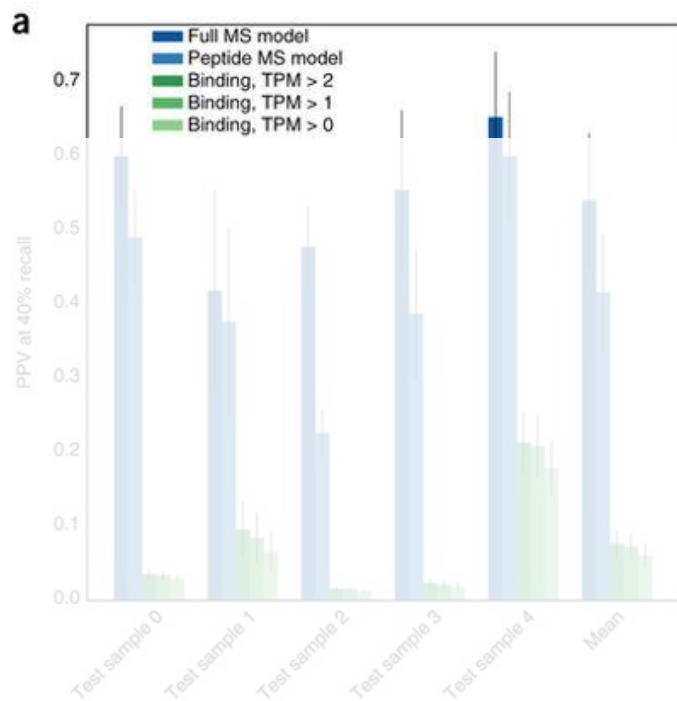 a
Full MS model
Peptide MS model
Binding, TPM > 2
Binding, TPM > 1
Binding, TPM > 0
PPV at 40% recall
0.7
0.6
0.5
0.4
0.3
0.2
0.1
0.0
Test sample 0
Test sample 1
Test sample 2
Test sample 3
Test sample 4
Mean